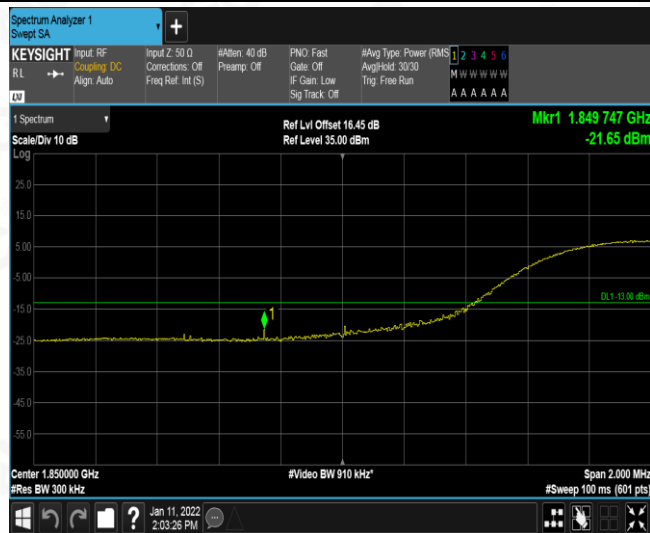 Spectrum Analyzer 1
Swept SA
KEYSIGHT
RL
LXI
Input: RF
Coupling: DC
Align: Auto
Input Z: 50 Ω
Corrections: Off
Freq Ref: Int (S)
#Atten: 40 dB
Preamp: Off
PNO: Fast
Gate: Off
IF Gain: Low
Sig Track: Off
#Avg Type: Power (RMS
Avg|Hold: 30/30
Trig: Free Run
1 2 3 4 5 6
M W W W W W
A A A A A A
1 Spectrum
Scale/Div 10 dB
Log
Ref Lvl Offset 16.45 dB
Ref Level 35.00 dBm
Mkr1 1.849 747 GHz
-21.65 dBm
25.0
15.0
5.00
-5.00
-15.0
-25.0
-35.0
-45.0
-55.0
1
DL1 -13.00 dBm
Center 1.850000 GHz
#Res BW 300 kHz
#Video BW 910 kHz*
Span 2.000 MHz
#Sweep 100 ms (601 pts)
?
Jan 11, 2022
2:03:26 PM